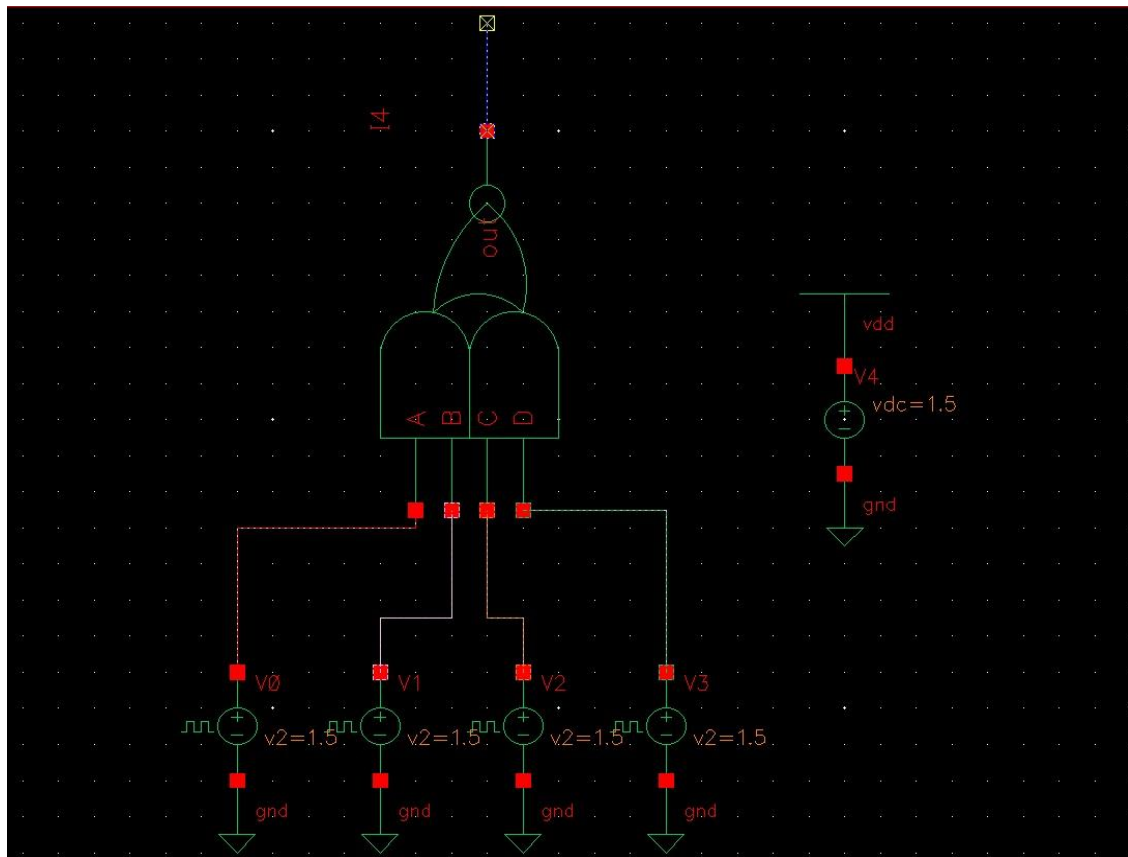 I4
out
vdd
V4
vdc=1.5
A B C D
gnd
V0 V1 V2 V3
v2=1.5 v2=1.5 v2=1.5 v2=1.5
gnd gnd gnd gnd